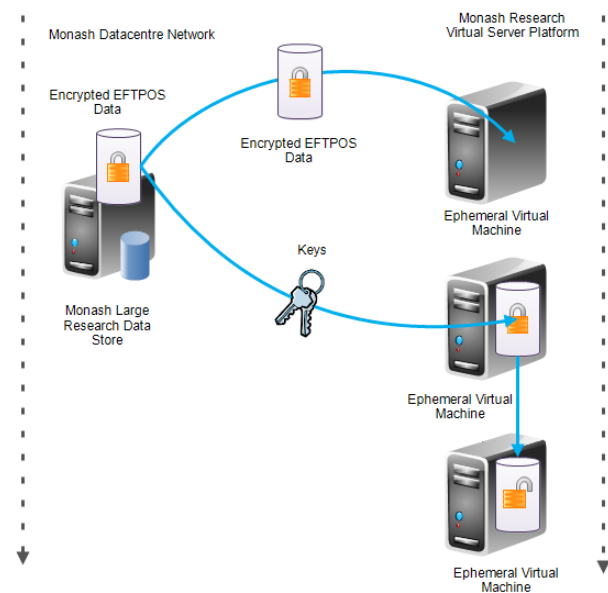 Monash Datacentre Network
Monash Research
Virtual Server Platform
Encrypted EFTPOS
Data
Encrypted EFTPOS
Data
Ephemeral Virtual
Machine
Keys
Monash Large
Research Data
Store
Ephemeral Virtual
Machine
Ephemeral Virtual
Machine